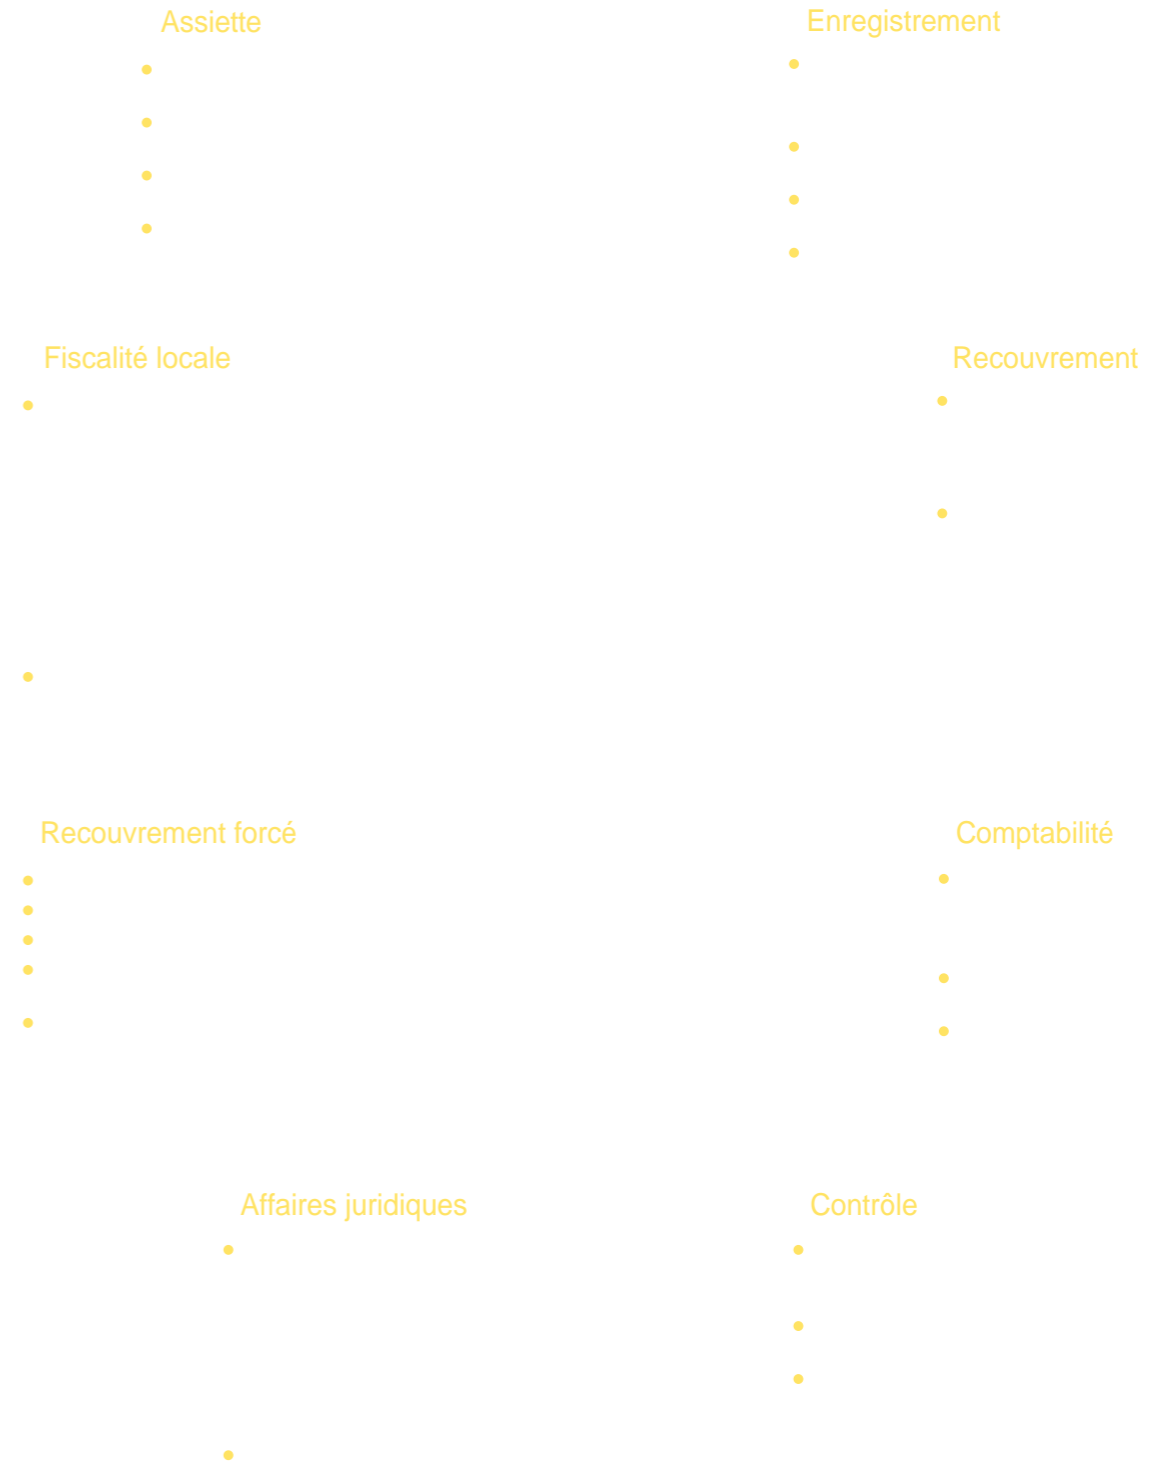 Assiette
Enregistrement
Fiscalité locale
Recouvrement
Recouvrement forcé
Comptabilité
Affaires juridiques
Contrôle